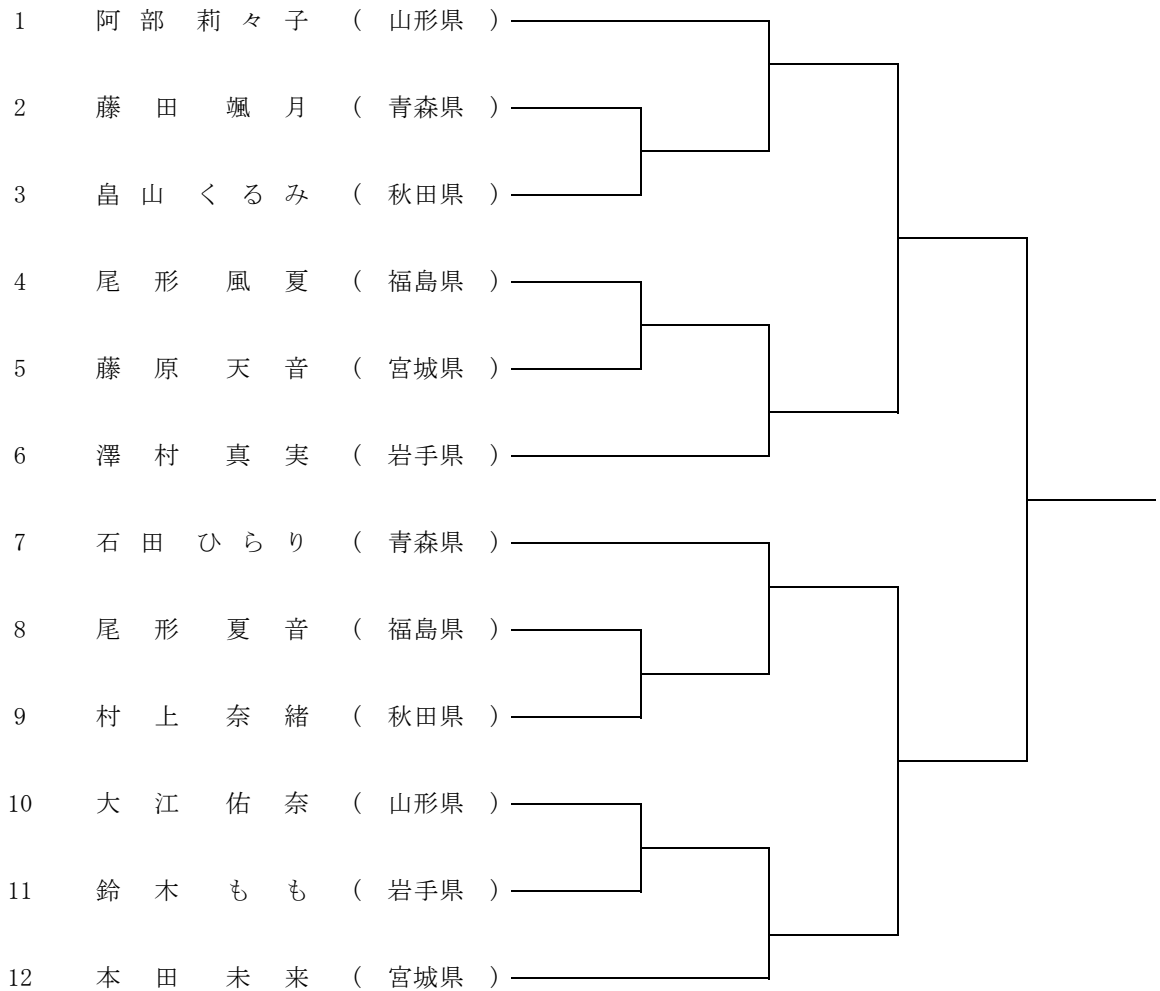 1 阿部 莉々子 ( 山形県 )
2 藤田 颯月 ( 青森県 )
3 畠山 くるみ ( 秋田県 )
4 尾形 風夏 ( 福島県 )
5 藤原 天音 ( 宮城県 )
6 澤村 真実 ( 岩手県 )
7 石田 ひらり ( 青森県 )
8 尾形 夏音 ( 福島県 )
9 村上 奈緒 ( 秋田県 )
10 大江 佑奈 ( 山形県 )
11 鈴木 もも ( 岩手県 )
12 本田 未来 ( 宮城県 )